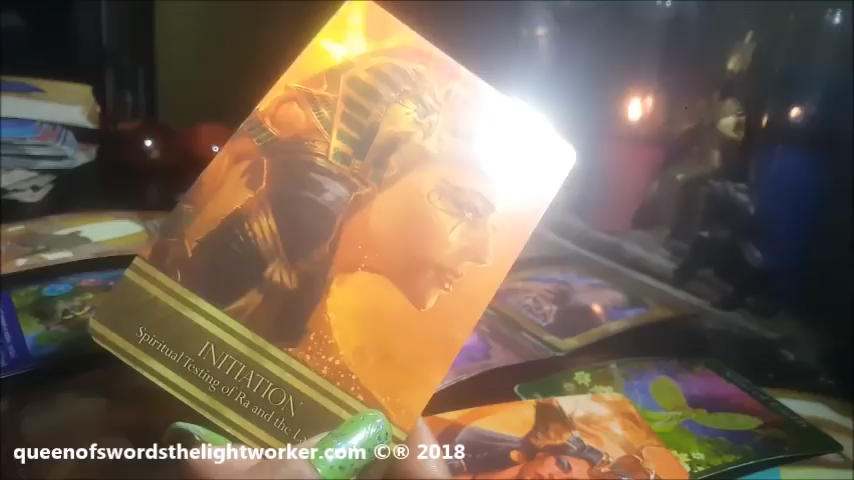 INITIATION
Spiritual Testing of Ra and the
queenofswordsthelightworker.com ©® 2018